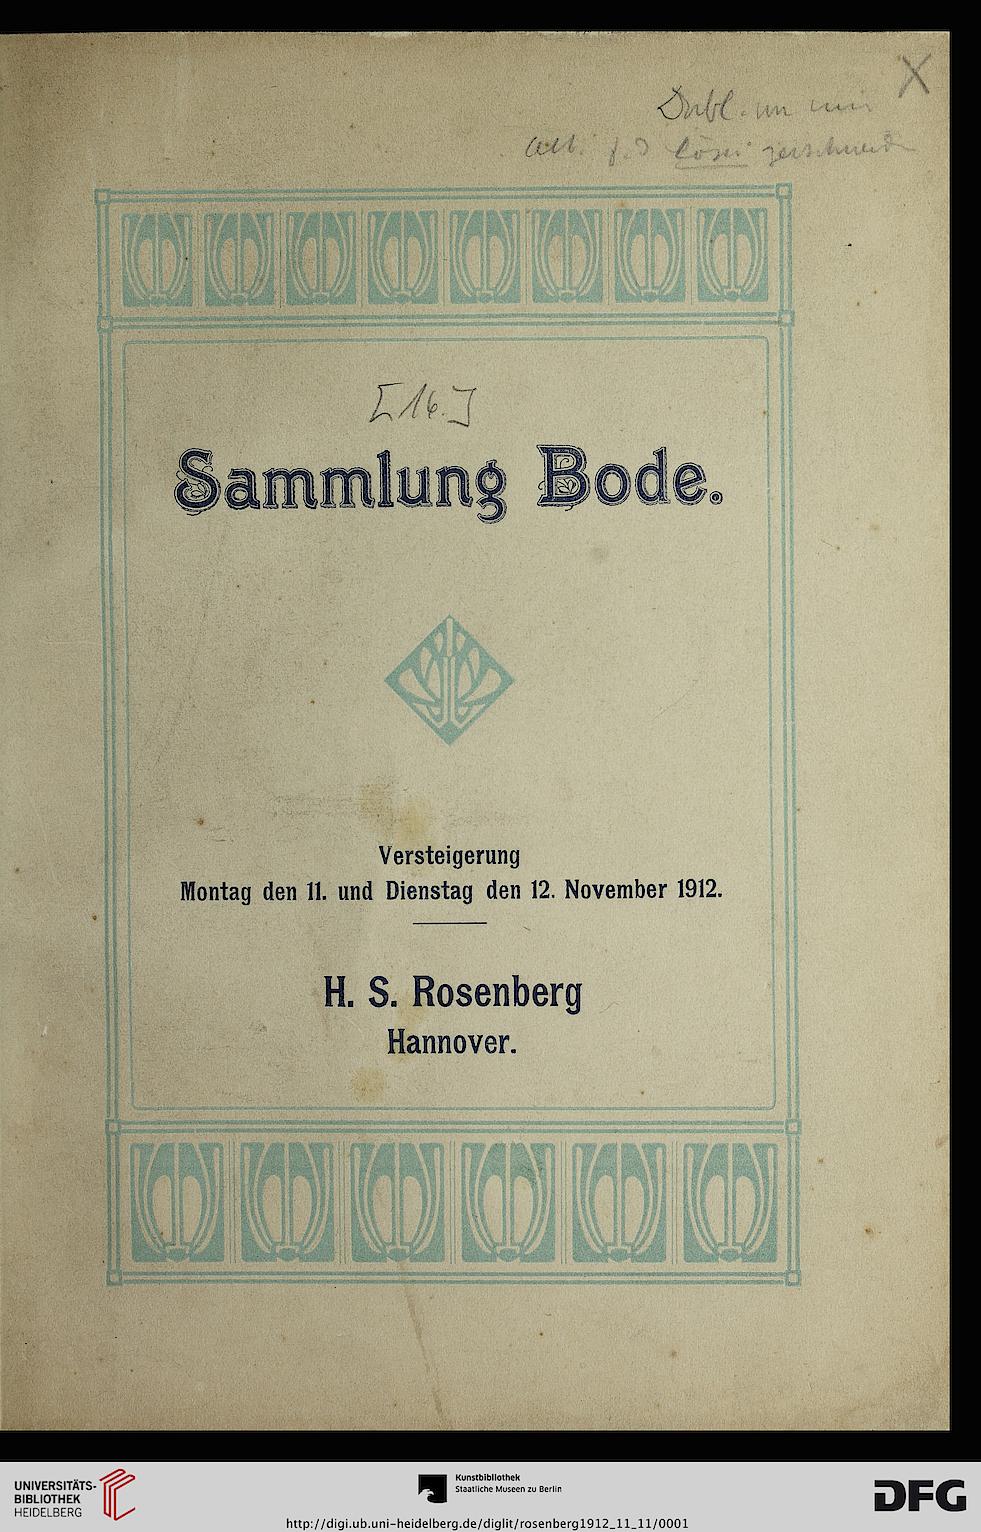 X
[16.]
Sammlung Bode.
Versteigerung
Montag den 11. und Dienstag den 12. November 1912.
H. S. Rosenberg
Hannover.
UNIVERSITÄTS-
BIBLIOTHEK
HEIDELBERG
Kunstbibliothek
Staatliche Museen zu Berlin
DFG
http://digi.ub.uni-heidelberg.de/diglit/rosenberg1912_11_11/0001